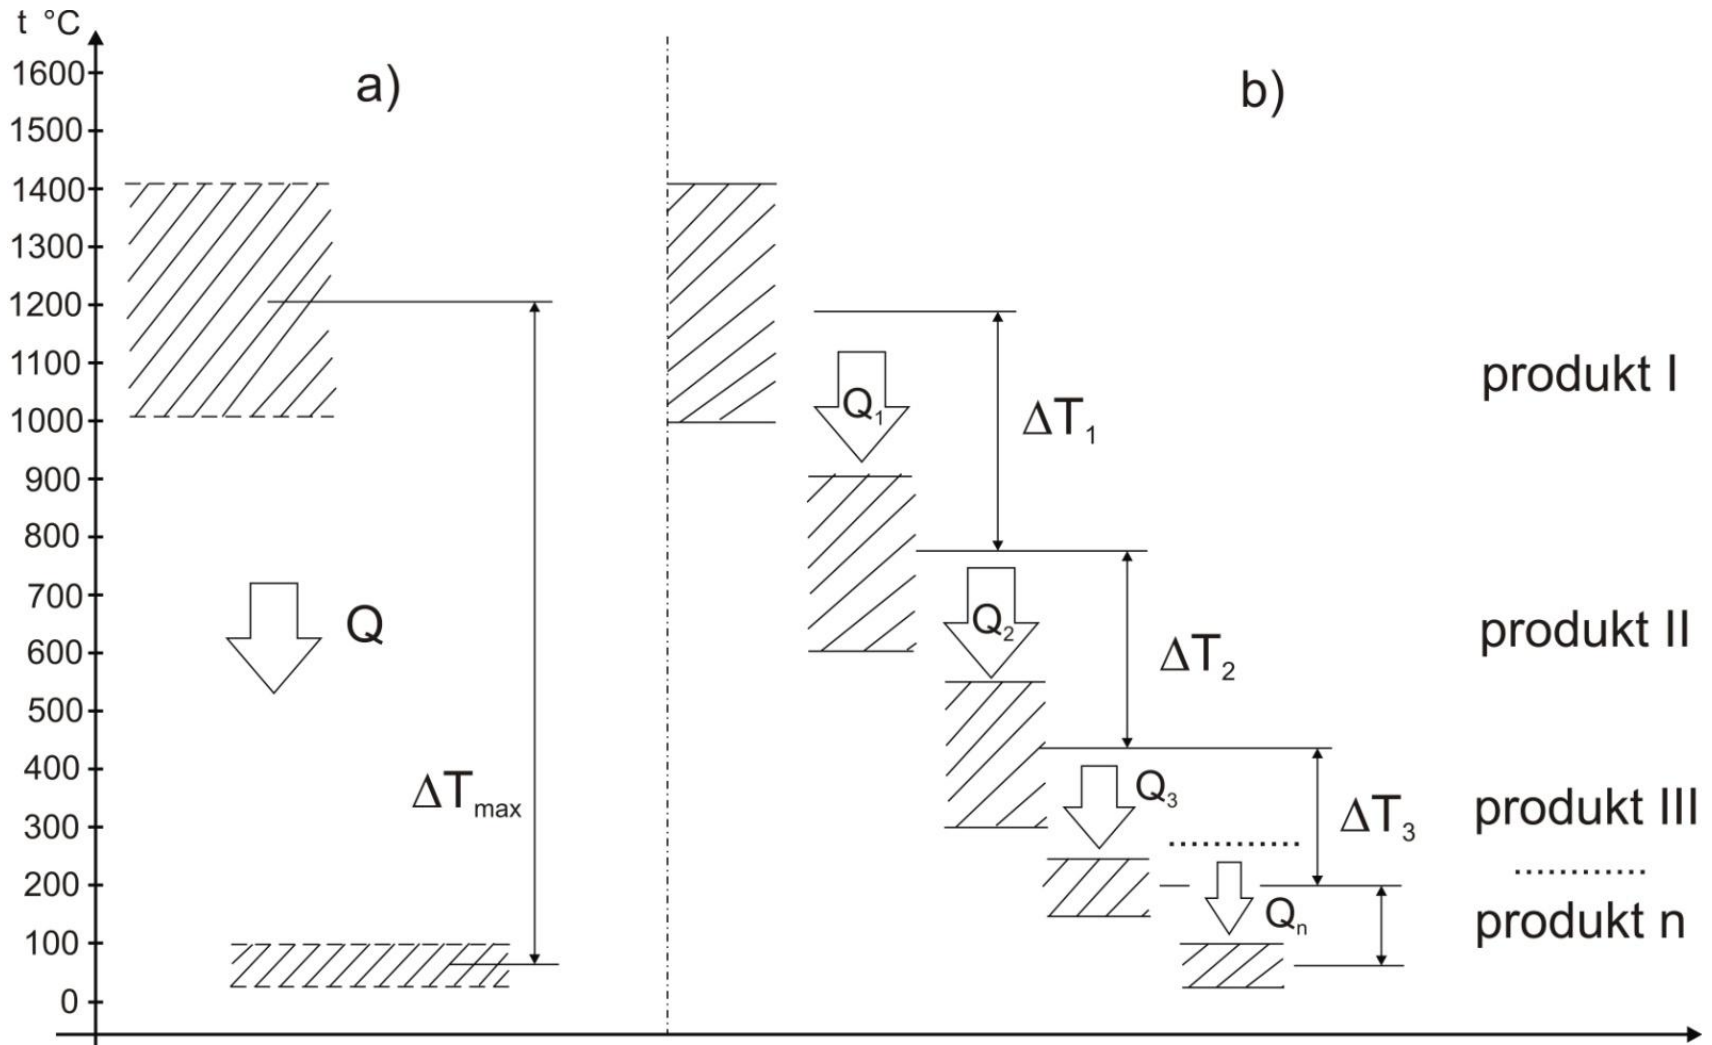 t °C
a)
b)
1600
1500
1400
1300
1200
1100
1000
900
800
700
600
500
400
300
200
100
0
Q
ΔTmax
Q1
ΔT1
Q2
ΔT2
Q3
ΔT3
Qn
produkt I
produkt II
produkt III
produkt n